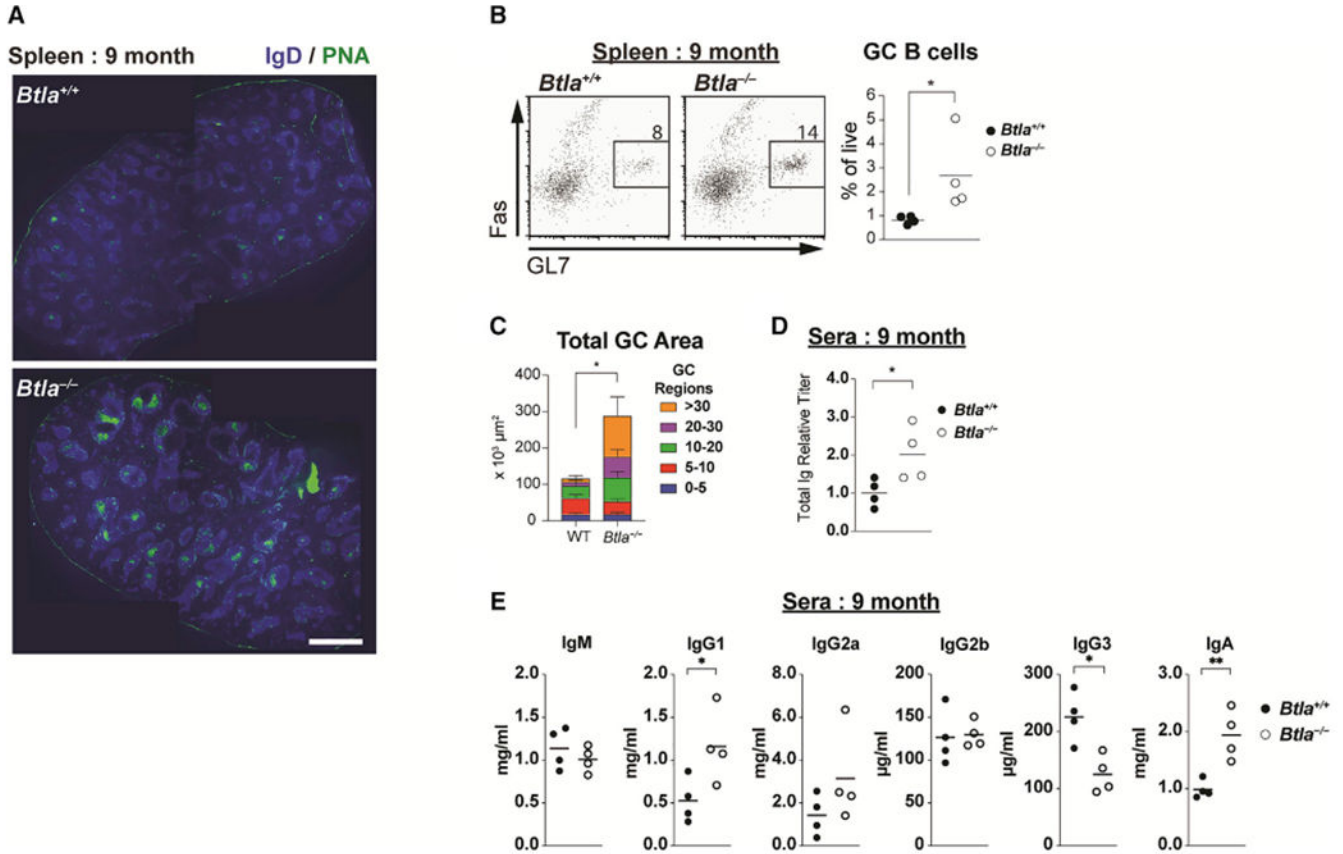 A
Spleen : 9 month IgD / PNA
Btla+/+
Btla–/–
B
Spleen : 9 month
Btla+/+ Btla–/–
8
14
Fas
GL7
GC B cells
*
% of live
6
5
4
3
2
1
0
Btla+/+
Btla–/–
C
Total GC Area
*
x 10³ µm²
400
300
200
100
0
WT Btla–/–
GC
Regions
>30
20-30
10-20
5-10
0-5
D
Sera : 9 month
*
Total Ig Relative Titer
4.0
3.0
2.0
1.0
0.0
Btla+/+
Btla–/–
E
Sera : 9 month
IgM
mg/ml
2.0
1.5
1.0
0.5
0.0
IgG1
*
mg/ml
2.0
1.5
1.0
0.5
0.0
IgG2a
mg/ml
8.0
6.0
4.0
2.0
0.0
IgG2b
µg/ml
200
150
100
50
0
IgG3
*
µg/ml
300
200
100
0
IgA
**
mg/ml
3.0
2.0
1.0
0.0
Btla+/+
Btla–/–